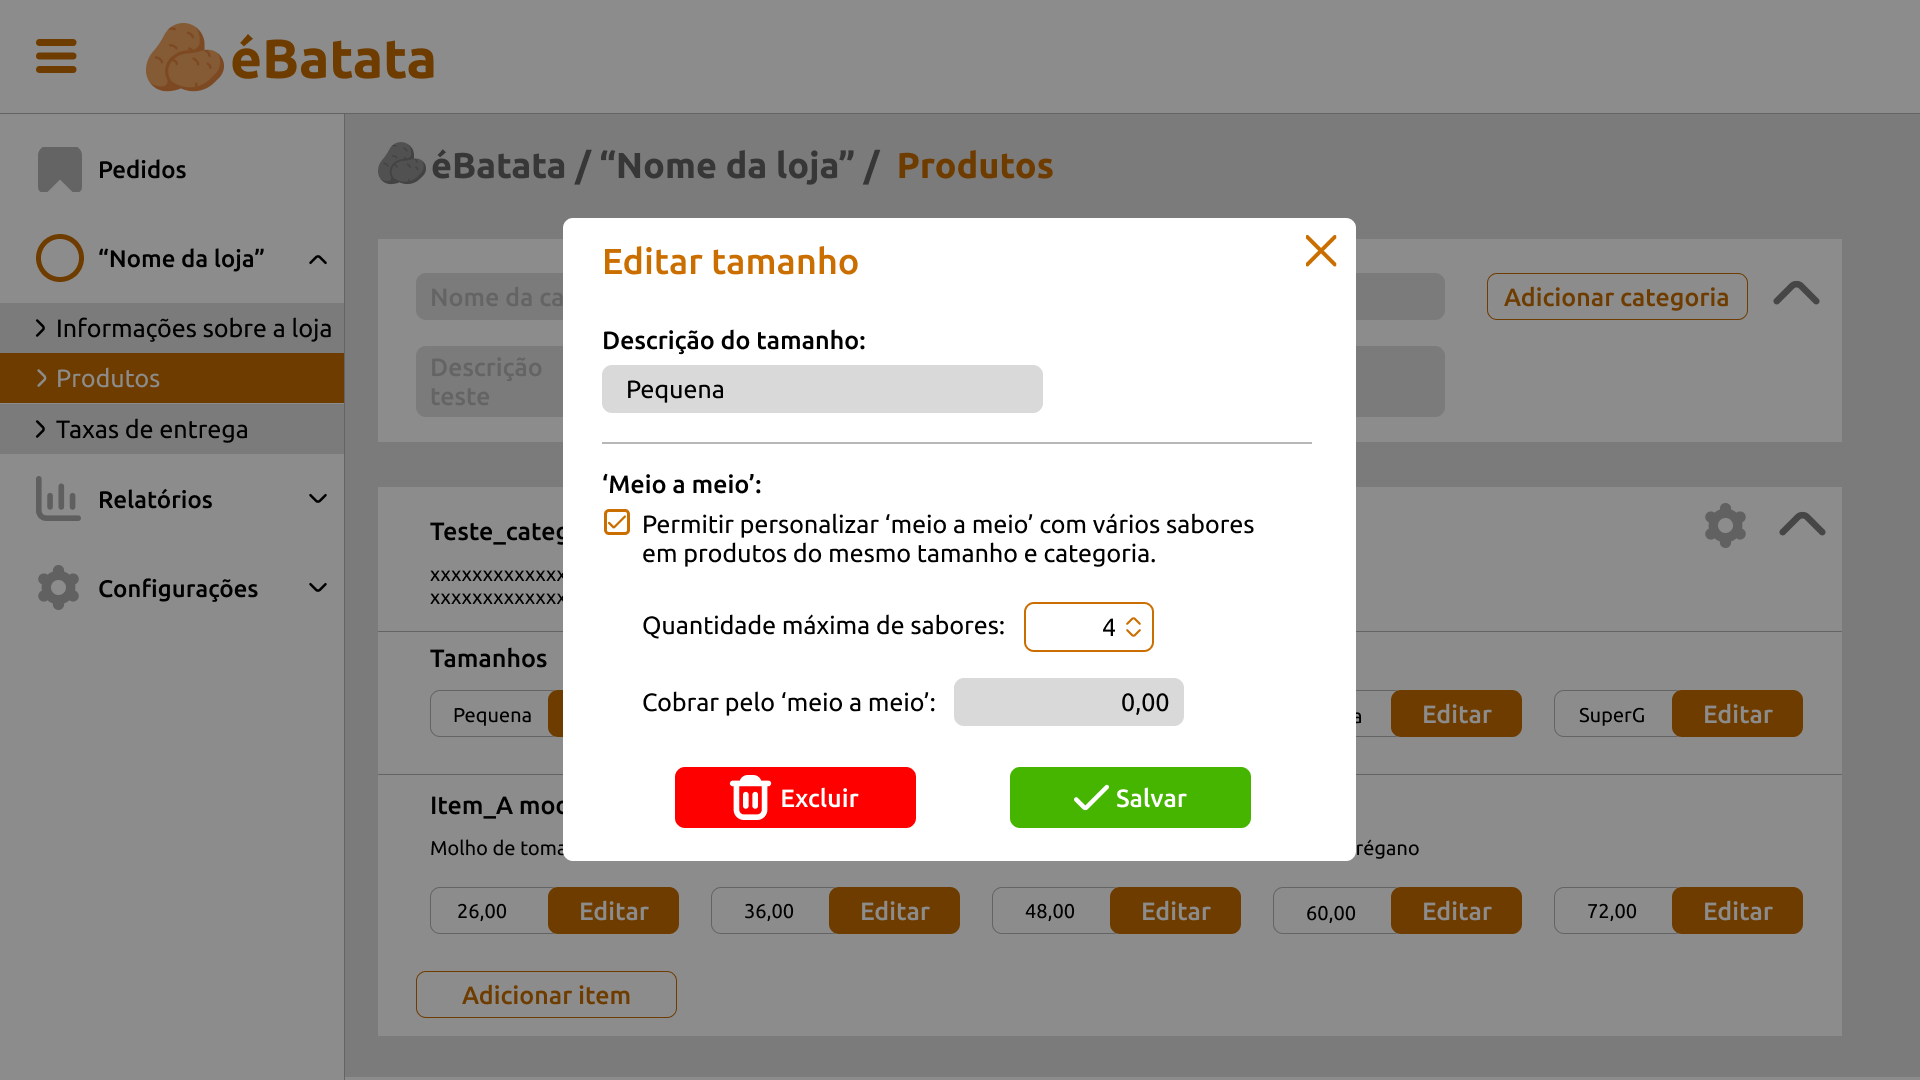 éBatata
Pedidos
“Nome da loja”
Informações sobre a loja
Produtos
Taxas de entrega
Relatórios
Configurações
éBatata / “Nome da loja” / Produtos
Nome da ca
Adicionar categoria
Descrição
teste
Editar tamanho
Descrição do tamanho:
Pequena
‘Meio a meio’:
Permitir personalizar ‘meio a meio’ com vários sabores
em produtos do mesmo tamanho e categoria.
Quantidade máxima de sabores: 4
Cobrar pelo ‘meio a meio’: 0,00
Excluir
Salvar
Teste_categ
xxxxxxxxxxxxx
xxxxxxxxxxxxx
Tamanhos
Pequena a Editar SuperG Editar
Item_A mod
Molho de toma régano
26,00 Editar 36,00 Editar 48,00 Editar 60,00 Editar 72,00 Editar
Adicionar item